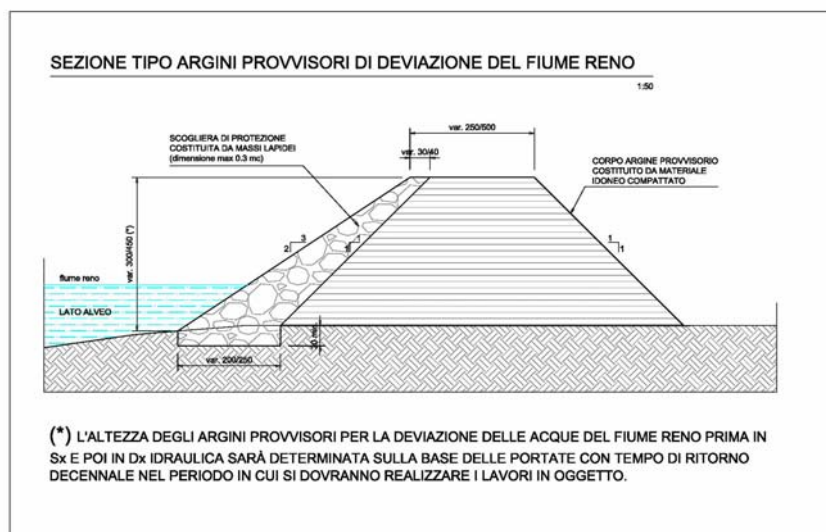 SEZIONE TIPO ARGINI PROVVISORI DI DEVIAZIONE DEL FIUME RENO
1:50
var. 250/500
SCOGLIERA DI PROTEZIONE
COSTITUITA DA MASSI LAPIDEI
(dimensione max 0.3 mc)
var. 30/40
CORPO ARGINE PROVVISORIO
COSTITUITO DA MATERIALE
IDONEO COMPATTATO
var. 300/450 (*)
3
2
1
1
1
fiume reno
LATO ALVEO
var. 200/250
(*) L'ALTEZZA DEGLI ARGINI PROVVISORI PER LA DEVIAZIONE DELLE ACQUE DEL FIUME RENO PRIMA IN
Sx E POI IN Dx IDRAULICA SARÀ DETERMINATA SULLA BASE DELLE PORTATE CON TEMPO DI RITORNO
DECENNALE NEL PERIODO IN CUI SI DOVRANNO REALIZZARE I LAVORI IN OGGETTO.